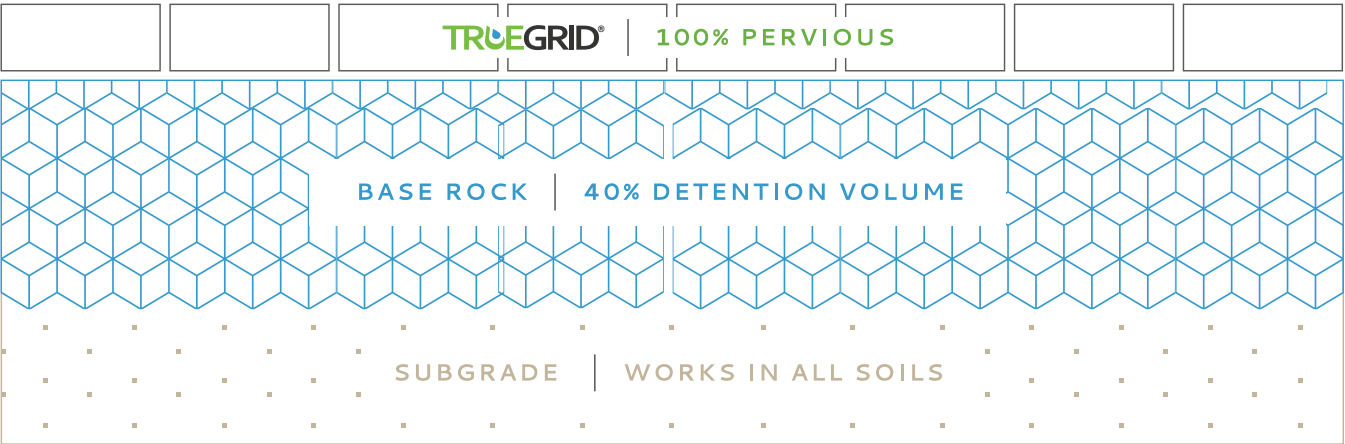 TRUEGRID® | 100% PERVIOUS
BASE ROCK | 40% DETENTION VOLUME
SUBGRADE | WORKS IN ALL SOILS